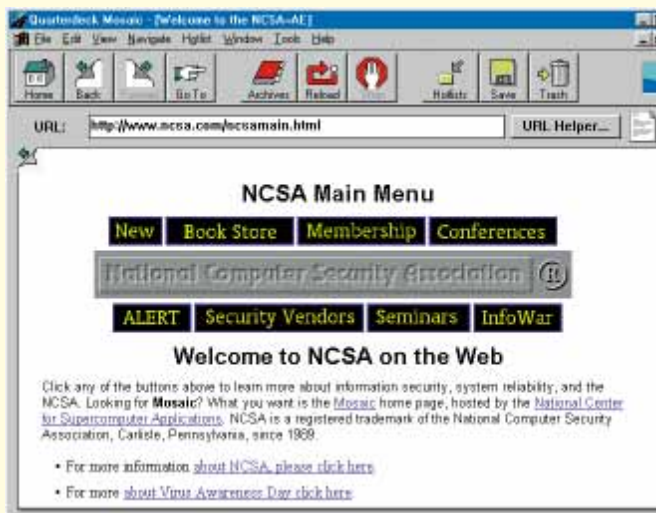 Quarterdeck Mosaic - [Welcome to the NCSA-AE]
File Edit View Navigate Hotlist Window Tools Help
Home Back Go To Archives Reload Hotlists Save Trash
URL: http://www.ncsa.com/ncsamain.html URL Helper...
NCSA Main Menu
New Book Store Membership Conferences
National Computer Security Association ®
ALERT Security Vendors Seminars InfoWar
Welcome to NCSA on the Web
Click any of the buttons above to learn more about information security, system reliability, and the
NCSA. Looking for Mosaic? What you want is the Mosaic home page, hosted by the National Center
for Supercomputer Applications. NCSA is a registered trademark of the National Computer Security
Association, Carlisle, Pennsylvania, since 1989.
• For more information about NCSA, please click here.
• For more about Virus Awareness Day click here.